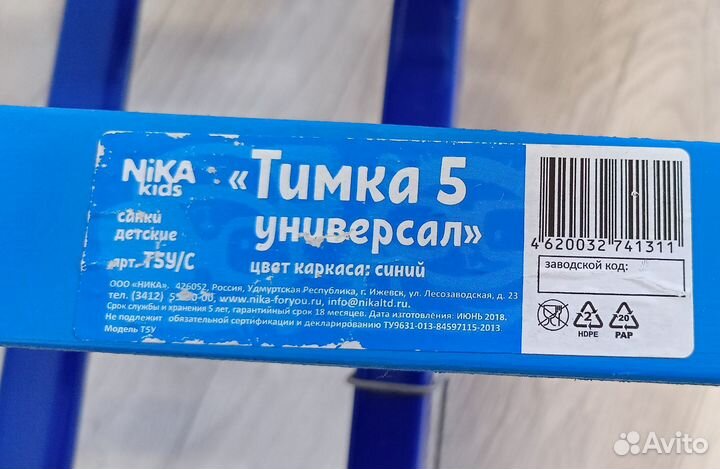 NiKA
kids
санки
детские
арт. Т5У/С
«Тимка 5
универсал»
цвет каркаса: синий
ООО «НИКА». 426052, Россия, Удмуртская Республика, г. Ижевск, ул. Лесозаводская, д. 23
тел. (3412) www.nika-foryou.ru, info@nikaltd.ru.
Срок службы и хранения 5 лет, гарантийный срок 18 месяцев. Дата изготовления: ИЮНЬ 2018.
Не подлежит обязательной сертификации и декларированию ТУ9631-013-84597115-2013.
Модель Т5У
4 620032 741311
заводской код:
2
HDPE
20
PAP
Avito